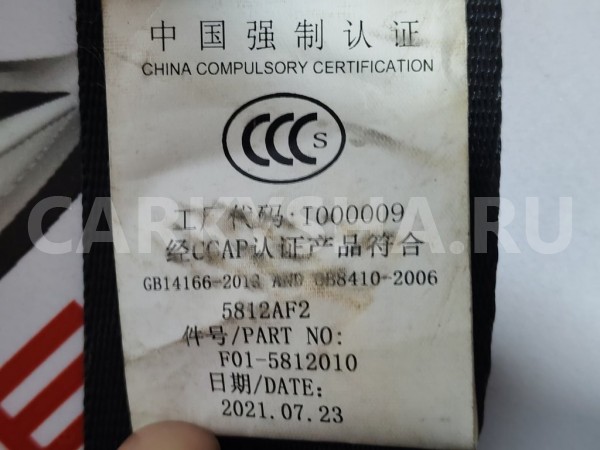 中国强制认证
CHINA COMPULSORY CERTIFICATION
CCC S
工厂代码:T000009
经CCAP认证产品符合
GB14166-2013 AND GB8410-2006
5812AF2
件号/PART NO:
F01-5812010
日期/DATE:
2021.07.23
CARKYSHA.RU